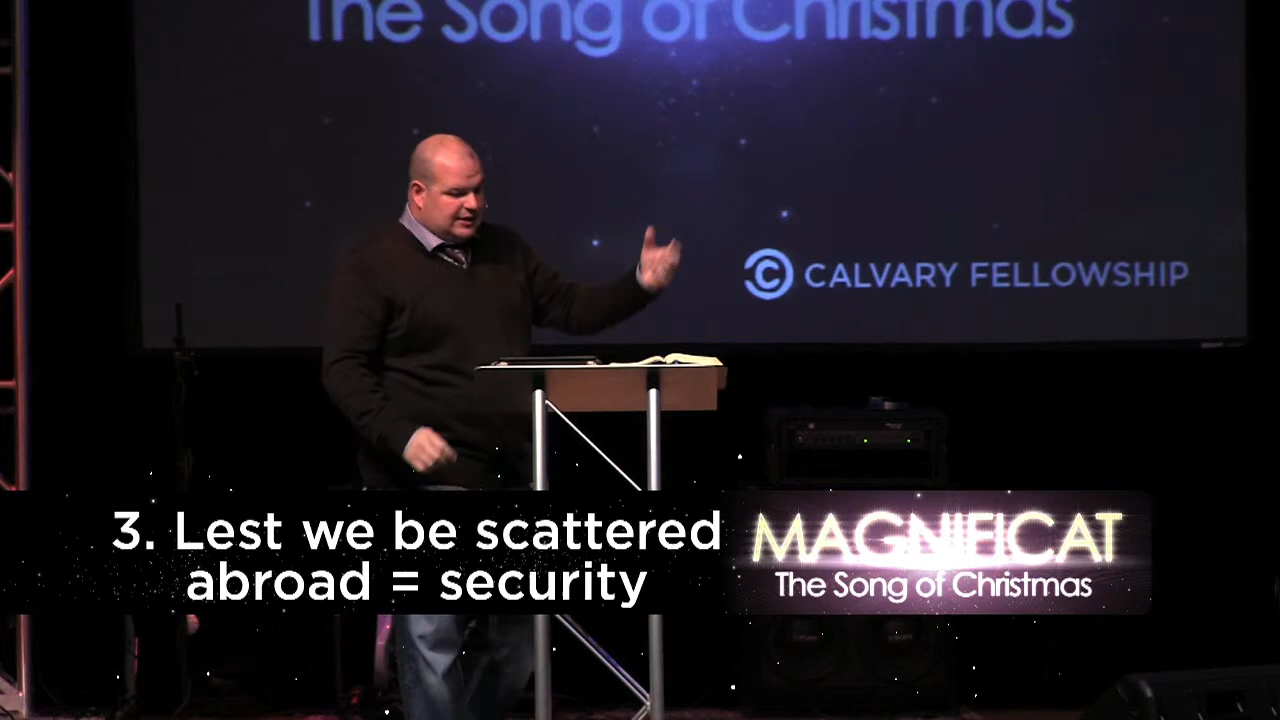 The Song of Christmas
CALVARY FELLOWSHIP
3. Lest we be scattered
abroad = security
MAGNIFICAT
The Song of Christmas